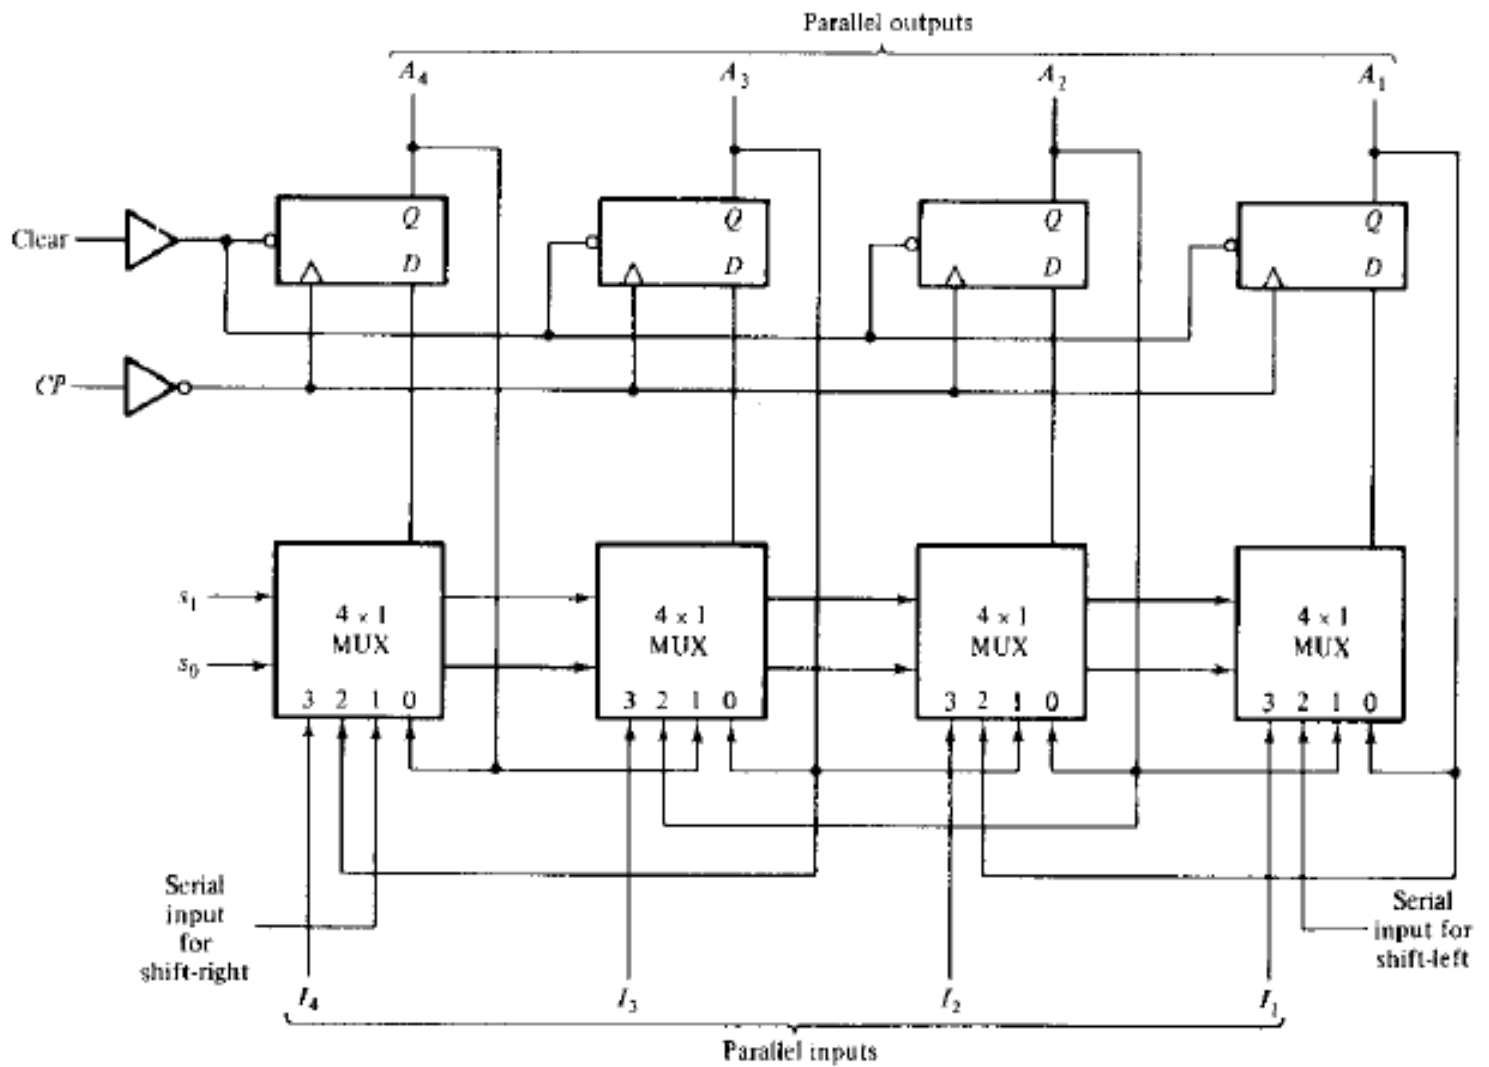 Parallel outputs
A4 A3 A2 A1
Clear
Q Q Q Q
D D D D
CP
s1
s0
4 × 1 MUX
4 × 1 MUX
4 × 1 MUX
4 × 1 MUX
3 2 1 0
3 2 1 0
3 2 1 0
3 2 1 0
Serial
input
for
shift-right
Serial
input for
shift-left
I4 I3 I2 I1
Parallel inputs